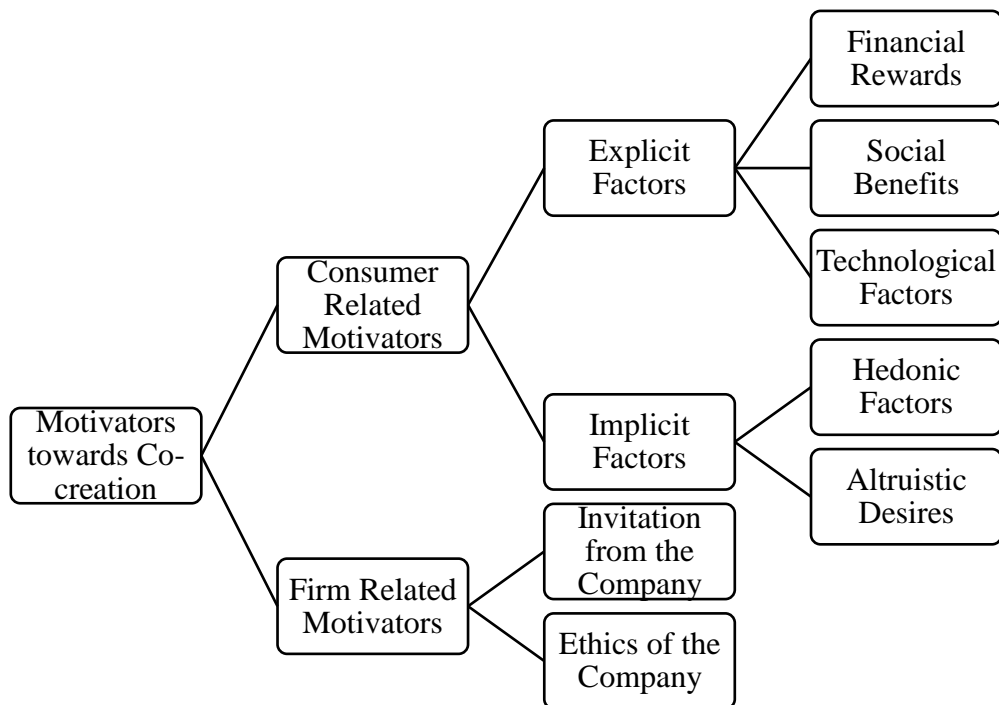 Motivators
towards Co-
creation
Consumer
Related
Motivators
Firm Related
Motivators
Explicit
Factors
Implicit
Factors
Invitation
from the
Company
Ethics of the
Company
Financial
Rewards
Social
Benefits
Technological
Factors
Hedonic
Factors
Altruistic
Desires